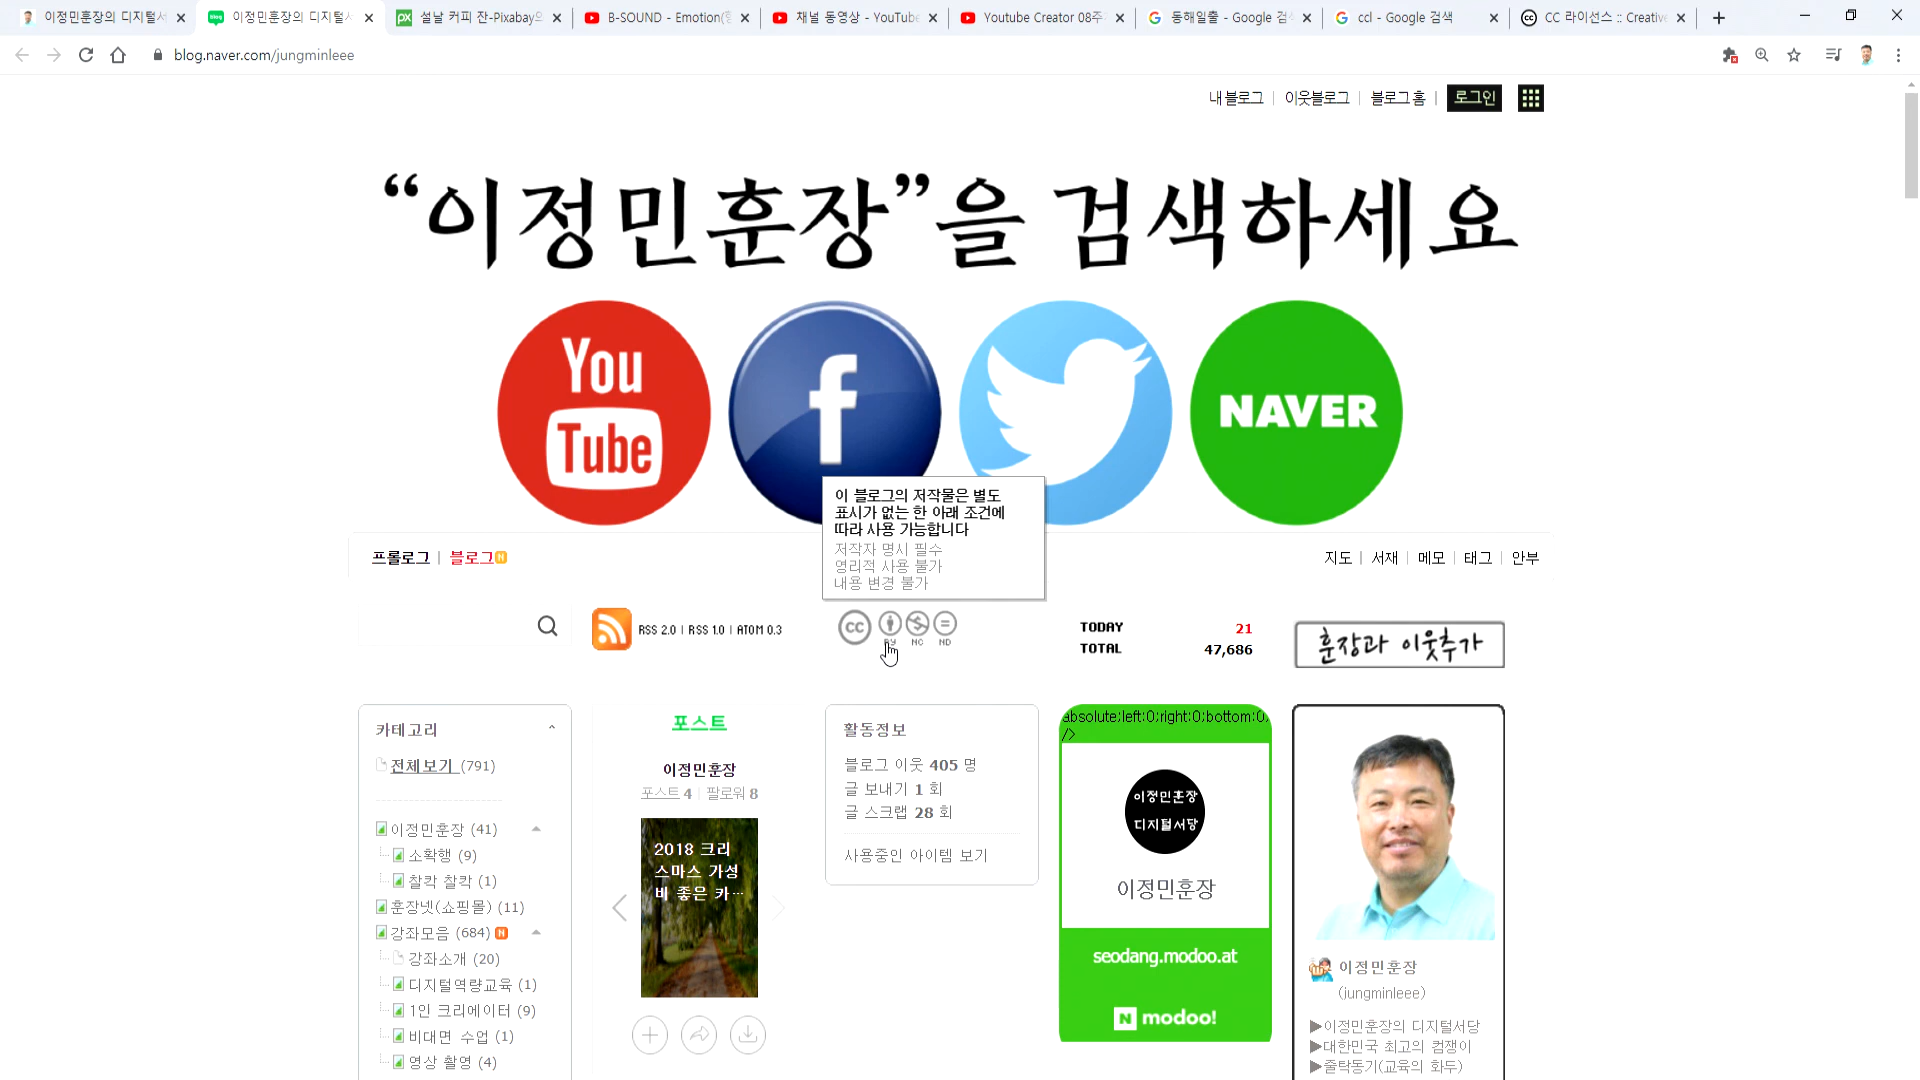 이정민훈장의 디지털서
이정민훈장의 디지털서
설날 커피 잔-Pixabay의
B-SOUND - Emotion(
채널 동영상 - YouTube
Youtube Creator 08주
동해일출 - Google 검색
ccl - Google 검색
CC 라이선스 :: Creative
blog.naver.com/jungminleee
내 블로그
이웃블로그
블로그 홈
로그인
“이정민훈장”을 검색하세요
You
Tube
f
NAVER
이 블로그의 저작물은 별도
표시가 없는 한 아래 조건에
따라 사용 가능합니다
저작자 명시 필수
영리적 사용 불가
내용 변경 불가
프롤로그 | 블로그 N
지도 | 서재 | 메모 | 태그 | 안부
RSS 2.0 | RSS 1.0 | ATOM 0.3
cc
BY NC ND
TODAY 21
TOTAL 47,686
훈장과 이웃추가
카테고리
전체보기 (791)
이정민훈장 (41)
소확행 (9)
찰칵 찰칵 (1)
훈장넷(쇼핑몰) (11)
강좌모음 (684) N
강좌소개 (20)
디지털역량교육 (1)
1인 크리에이터 (9)
비대면 수업 (1)
영상 촬영 (4)
포스트
이정민훈장
포스트 4 | 팔로워 8
2018 크리
스마스 가성
비 좋은 카…
활동정보
블로그 이웃 405 명
글 보내기 1 회
글 스크랩 28 회
사용중인 아이템 보기
absolute;left:0;right:0;bottom:0;
/>
이정민훈장
디지털서당
이정민훈장
seodang.modoo.at
N modoo!
이정민훈장
(jungminleee)
▶이정민훈장의 디지털서당
▶대한민국 최고의 컴쟁이
▶줄탁동기(교육의 화두)